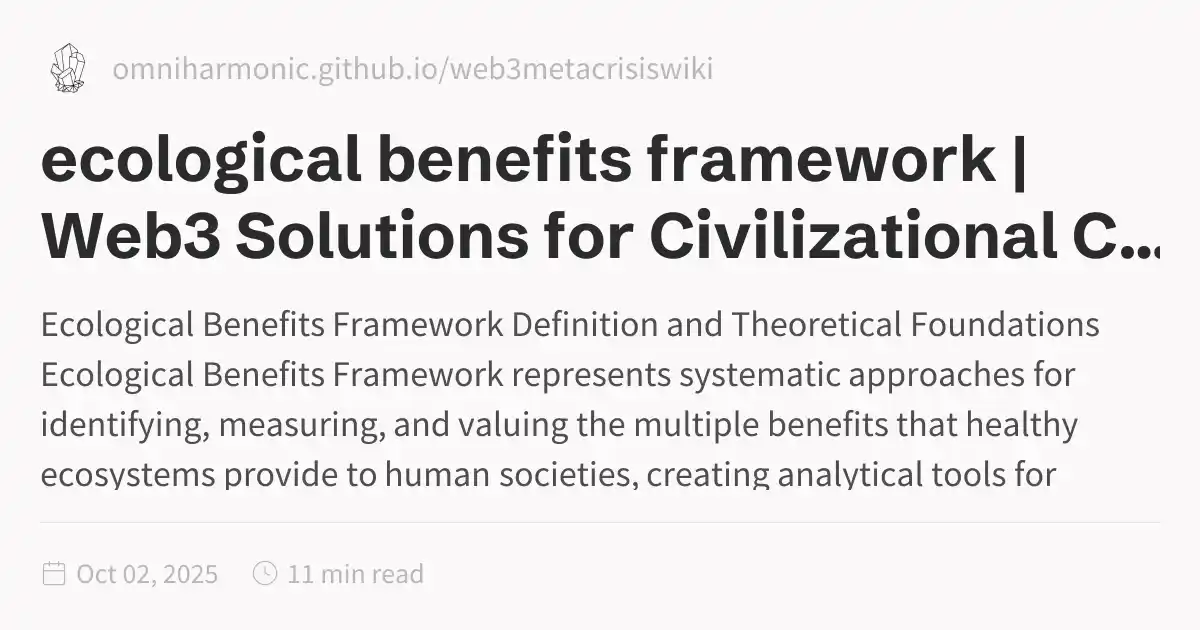 omniharmonic.github.io/web3metacrisiswiki
ecological benefits framework |
Web3 Solutions for Civilizational C...
Ecological Benefits Framework Definition and Theoretical Foundations
Ecological Benefits Framework represents systematic approaches for
identifying, measuring, and valuing the multiple benefits that healthy
ecosystems provide to human societies, creating analytical tools for
Oct 02, 2025 11 min read